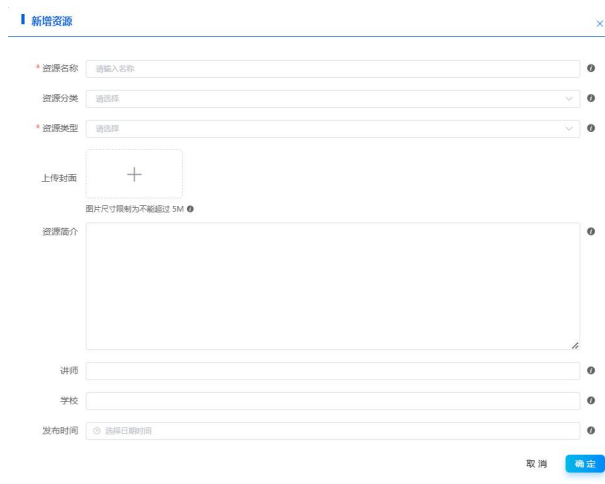 新增资源
* 资源名称 请输入名称
资源分类 请选择
* 资源类型 请选择
上传封面
图片尺寸限制为不能超过 5M
资源简介
讲师
学校
发布时间 选择日期时间
取 消 确 定